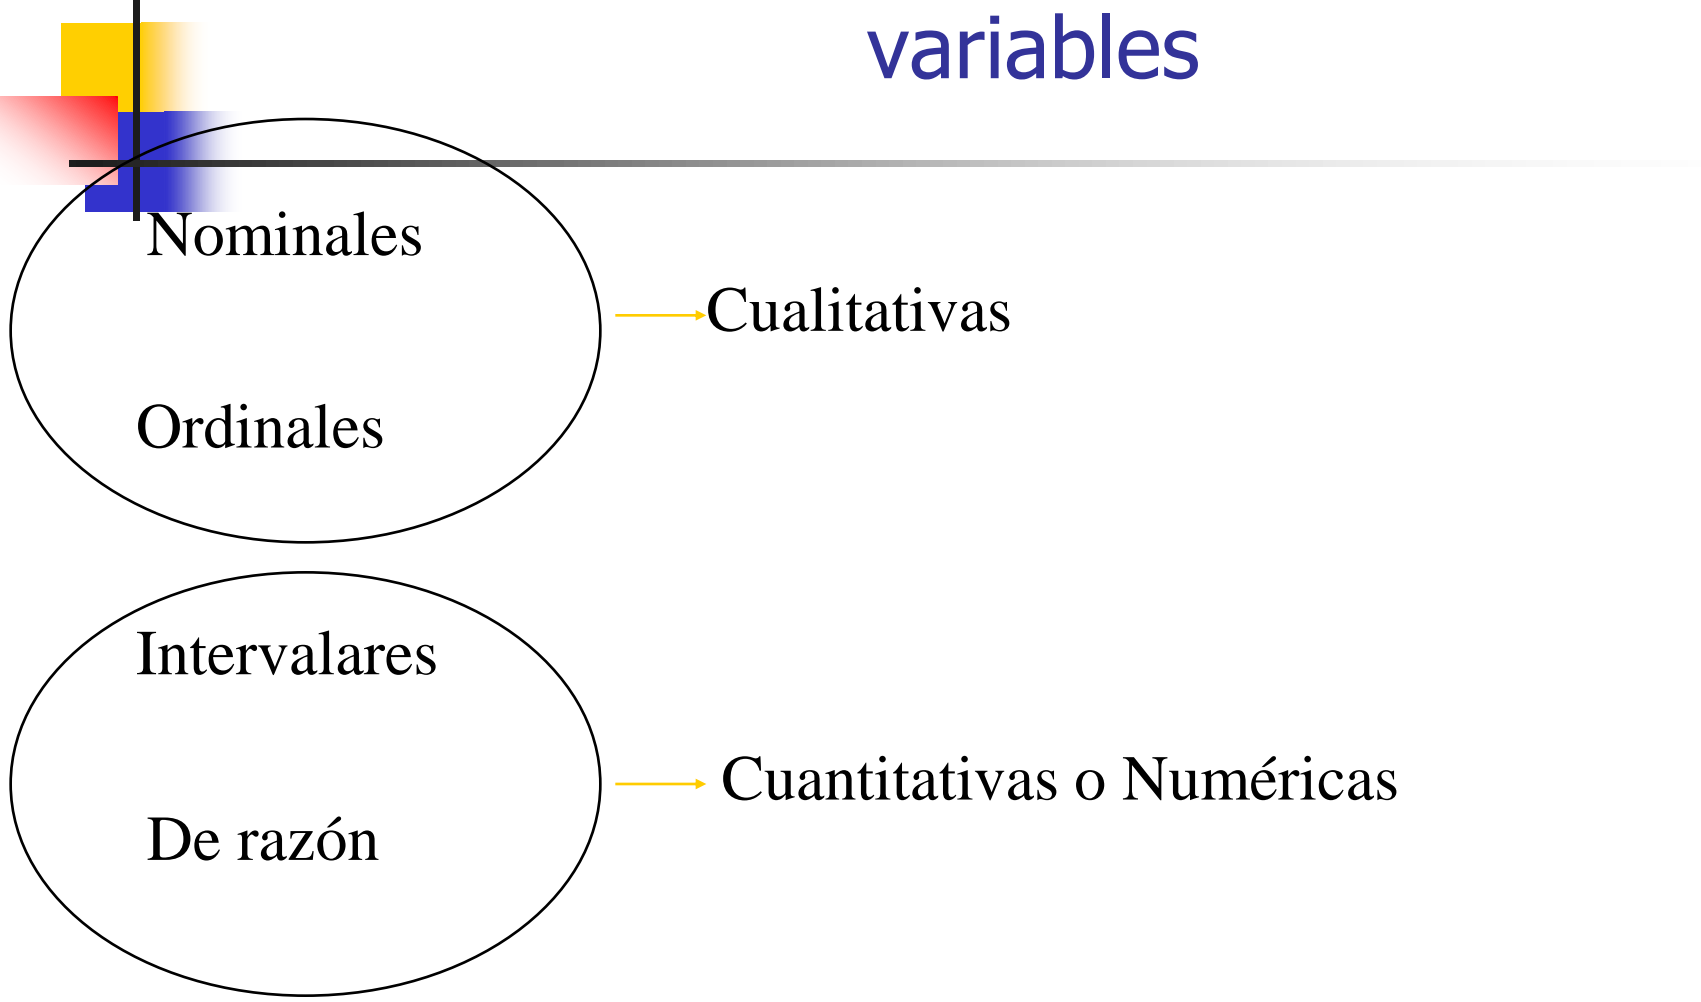 variables
Nominales
Cualitativas
Ordinales
Intervalares
Cuantitativas o Numéricas
De razón